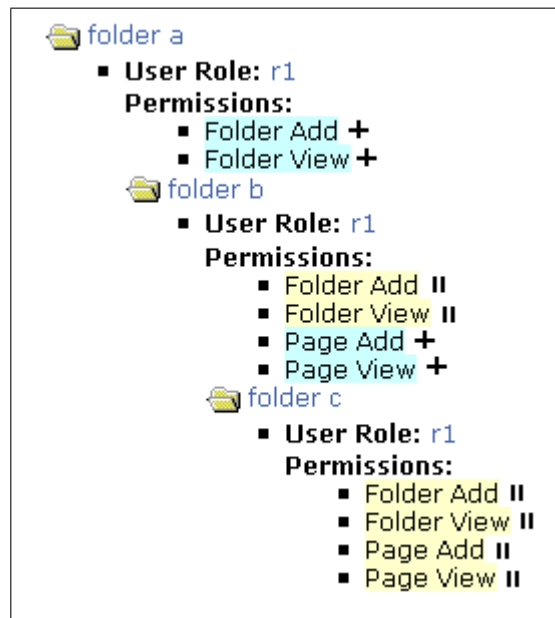 folder a
User Role: r1
Permissions:
Folder Add +
Folder View +
folder b
User Role: r1
Permissions:
Folder Add II
Folder View II
Page Add +
Page View +
folder c
User Role: r1
Permissions:
Folder Add II
Folder View II
Page Add II
Page View II